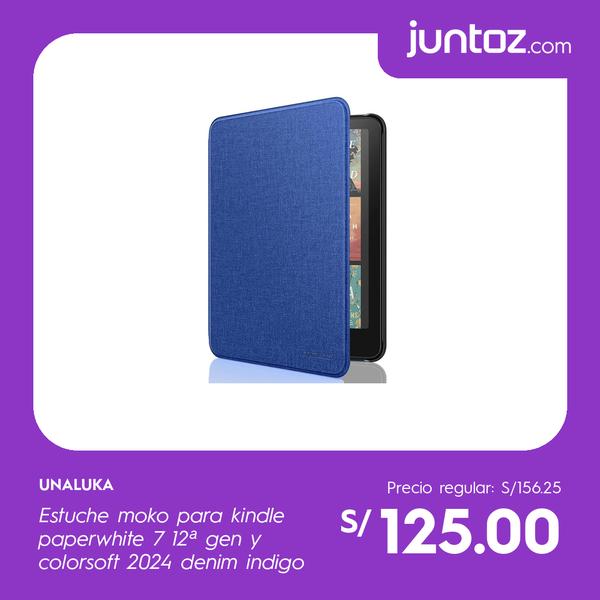 juntoz.com
UNALUKA
Estuche moko para kindle
paperwhite 7 12ª gen y
colorsoft 2024 denim indigo
Precio regular: S/156.25
S/125.00